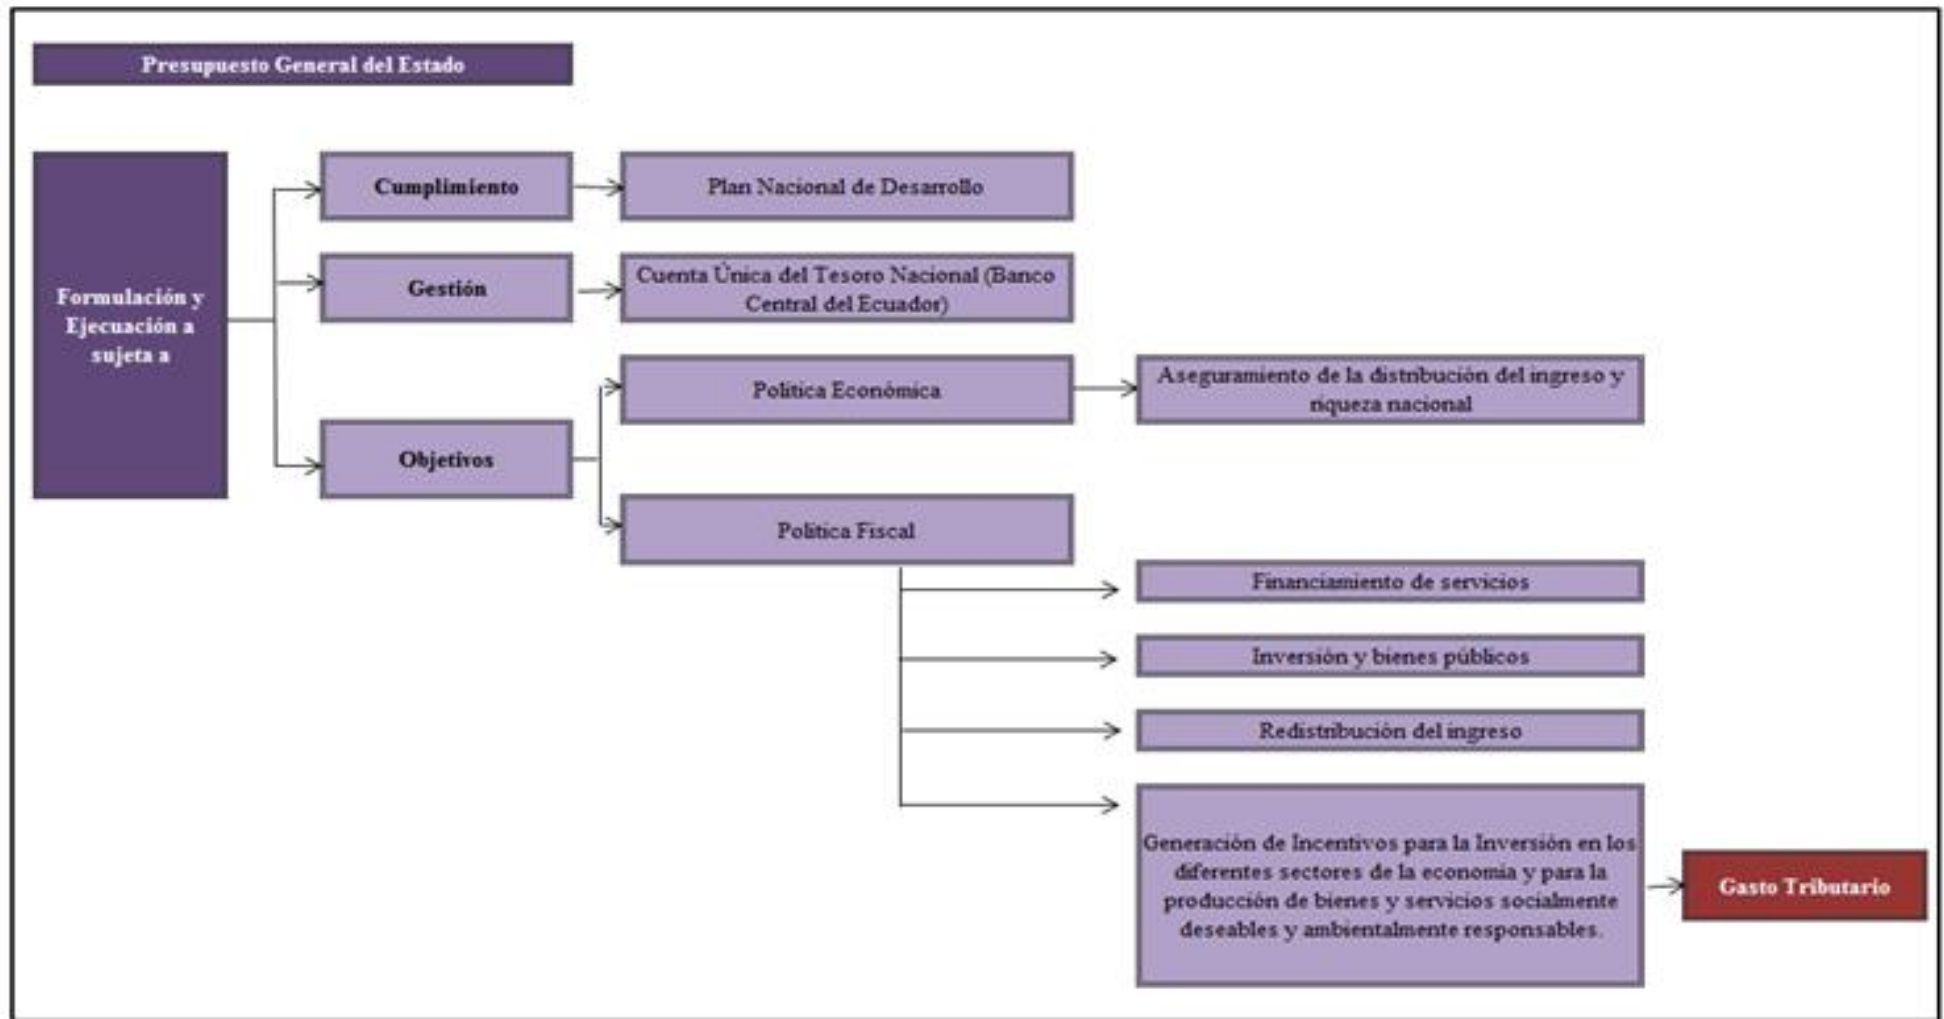 Presupuesto General del Estado
Formulación y
Ejecuación a
sujeta a
Cumplimiento
Plan Nacional de Desarrollo
Gestión
Cuenta Única del Tesoro Nacional (Banco
Central del Ecuador)
Objetivos
Política Económica
Aseguramiento de la distribución del ingreso y
riqueza nacional
Política Fiscal
Financiamiento de servicios
Inversión y bienes públicos
Redistribución del ingreso
Generación de Incentivos para la Inversión en los
diferentes sectores de la economía y para la
producción de bienes y servicios socialmente
deseables y ambientalmente responsables.
Gasto Tributario